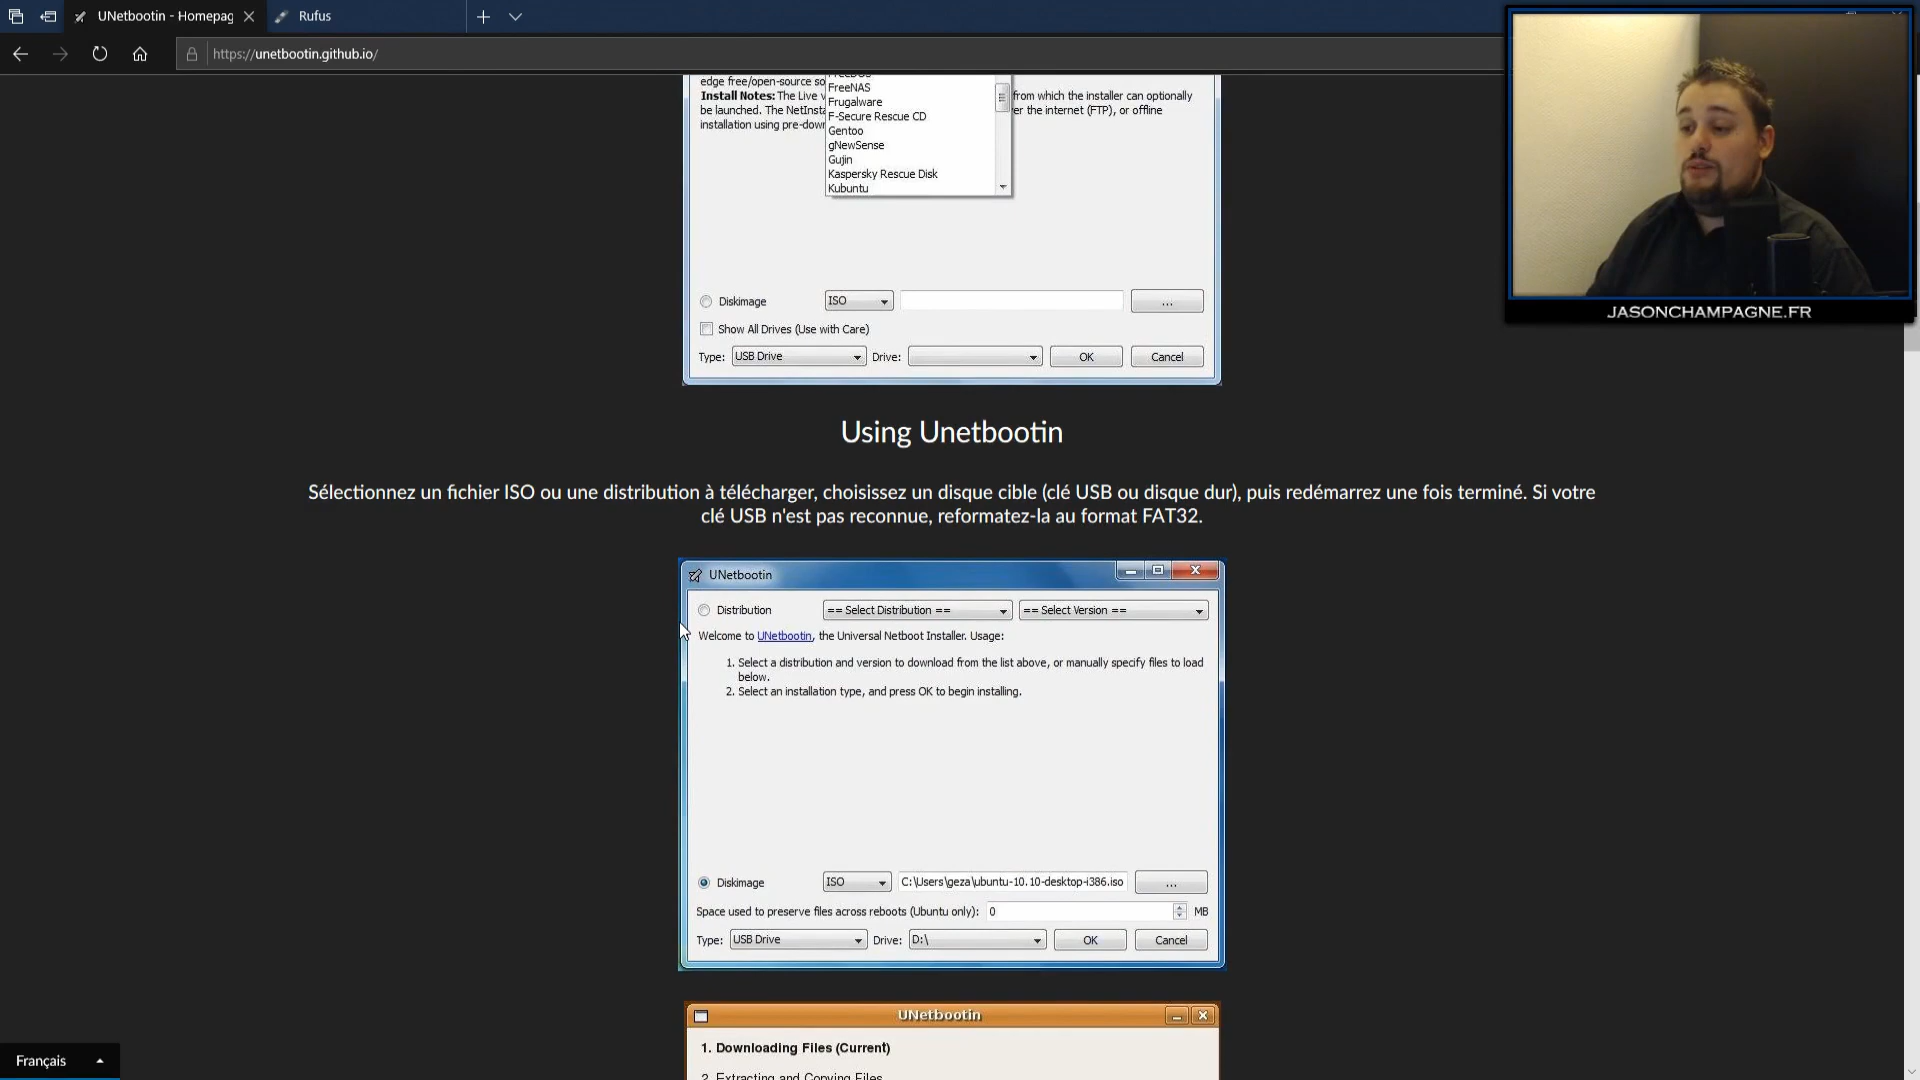 UNetbootin - Homepag
Rufus
https://unetbootin.github.io/
edge free/open-source so
FreeNAS
Install Notes: The Live v
from which the installer can optionally
Frugalware
be launched. The NetInsta
er the internet (FTP), or offline
F-Secure Rescue CD
installation using pre-down
Gentoo
gNewSense
Gujin
Kaspersky Rescue Disk
Kubuntu
Diskimage
ISO
...
Show All Drives (Use with Care)
Type: USB Drive Drive: OK Cancel
JASONCHAMPAGNE.FR
Using Unetbootin
Sélectionnez un fichier ISO ou une distribution à télécharger, choisissez un disque cible (clé USB ou disque dur), puis redémarrez une fois terminé. Si votre
clé USB n'est pas reconnue, reformatez-la au format FAT32.
UNetbootin
Distribution == Select Distribution == == Select Version ==
Welcome to UNetbootin, the Universal Netboot Installer. Usage:
1. Select a distribution and version to download from the list above, or manually specify files to load
below.
2. Select an installation type, and press OK to begin installing.
Diskimage ISO C:\Users\geza\ubuntu-10.10-desktop-i386.iso ...
Space used to preserve files across reboots (Ubuntu only): 0 MB
Type: USB Drive Drive: D:\ OK Cancel
UNetbootin
1. Downloading Files (Current)
2. Extracting and Copying Files
Français